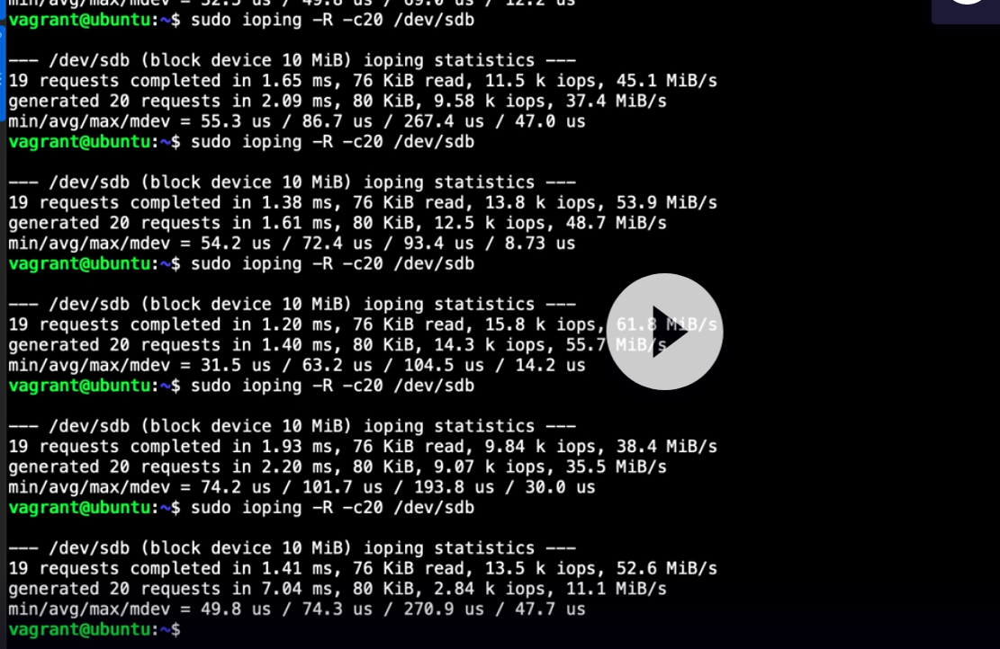 min/avg/max/mdev = 52.5 us / 49.8 us / 69.0 us / 12.2 us
vagrant@ubuntu:~$ sudo ioping -R -c20 /dev/sdb
--- /dev/sdb (block device 10 MiB) ioping statistics ---
19 requests completed in 1.65 ms, 76 KiB read, 11.5 k iops, 45.1 MiB/s
generated 20 requests in 2.09 ms, 80 KiB, 9.58 k iops, 37.4 MiB/s
min/avg/max/mdev = 55.3 us / 86.7 us / 267.4 us / 47.0 us
vagrant@ubuntu:~$ sudo ioping -R -c20 /dev/sdb
--- /dev/sdb (block device 10 MiB) ioping statistics ---
19 requests completed in 1.38 ms, 76 KiB read, 13.8 k iops, 53.9 MiB/s
generated 20 requests in 1.61 ms, 80 KiB, 12.5 k iops, 48.7 MiB/s
min/avg/max/mdev = 54.2 us / 72.4 us / 93.4 us / 8.73 us
vagrant@ubuntu:~$ sudo ioping -R -c20 /dev/sdb
--- /dev/sdb (block device 10 MiB) ioping statistics ---
19 requests completed in 1.20 ms, 76 KiB read, 15.8 k iops, 61.8 MiB/s
generated 20 requests in 1.40 ms, 80 KiB, 14.3 k iops, 55.7 MiB/s
min/avg/max/mdev = 31.5 us / 63.2 us / 104.5 us / 14.2 us
vagrant@ubuntu:~$ sudo ioping -R -c20 /dev/sdb
--- /dev/sdb (block device 10 MiB) ioping statistics ---
19 requests completed in 1.93 ms, 76 KiB read, 9.84 k iops, 38.4 MiB/s
generated 20 requests in 2.20 ms, 80 KiB, 9.07 k iops, 35.5 MiB/s
min/avg/max/mdev = 74.2 us / 101.7 us / 193.8 us / 30.0 us
vagrant@ubuntu:~$ sudo ioping -R -c20 /dev/sdb
--- /dev/sdb (block device 10 MiB) ioping statistics ---
19 requests completed in 1.41 ms, 76 KiB read, 13.5 k iops, 52.6 MiB/s
generated 20 requests in 7.04 ms, 80 KiB, 2.84 k iops, 11.1 MiB/s
min/avg/max/mdev = 49.8 us / 74.3 us / 270.9 us / 47.7 us
vagrant@ubuntu:~$